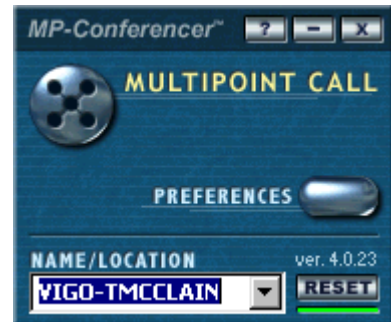 MP-Conferencer™ ? – X
MULTIPOINT CALL
PREFERENCES
NAME/LOCATION ver. 4.0.23
VIGO-TMCCLAIN RESET